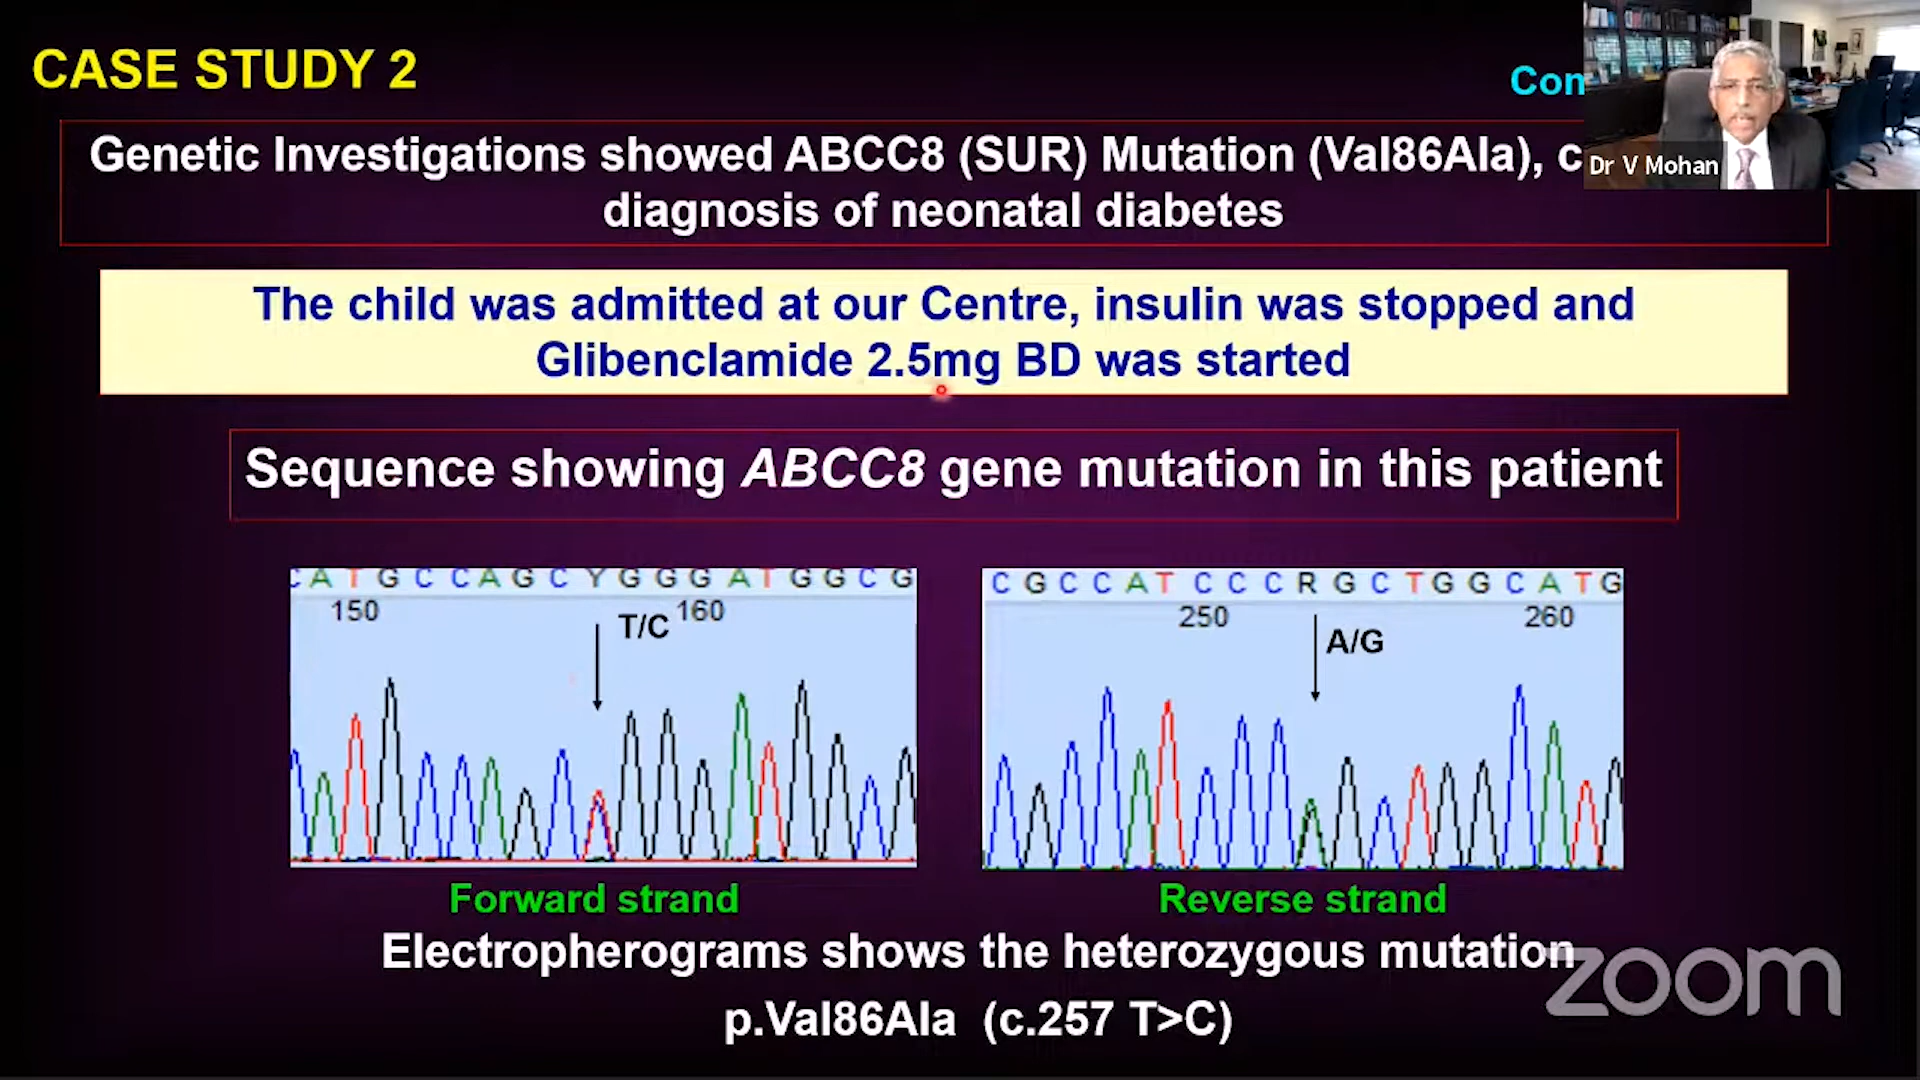 CASE STUDY 2
Genetic Investigations showed ABCC8 (SUR) Mutation (Val86Ala),
diagnosis of neonatal diabetes
Dr V Mohan
The child was admitted at our Centre, insulin was stopped and
Glibenclamide 2.5mg BD was started
Sequence showing ABCC8 gene mutation in this patient
C A T G C C A G C Y G G G A T G G C G
150 160
T/C
C G C C A T C C C R G C T G G C A T G
250 260
A/G
Forward strand
Reverse strand
Electropherograms shows the heterozygous mutation
p.Val86Ala (c.257 T>C)
zoom